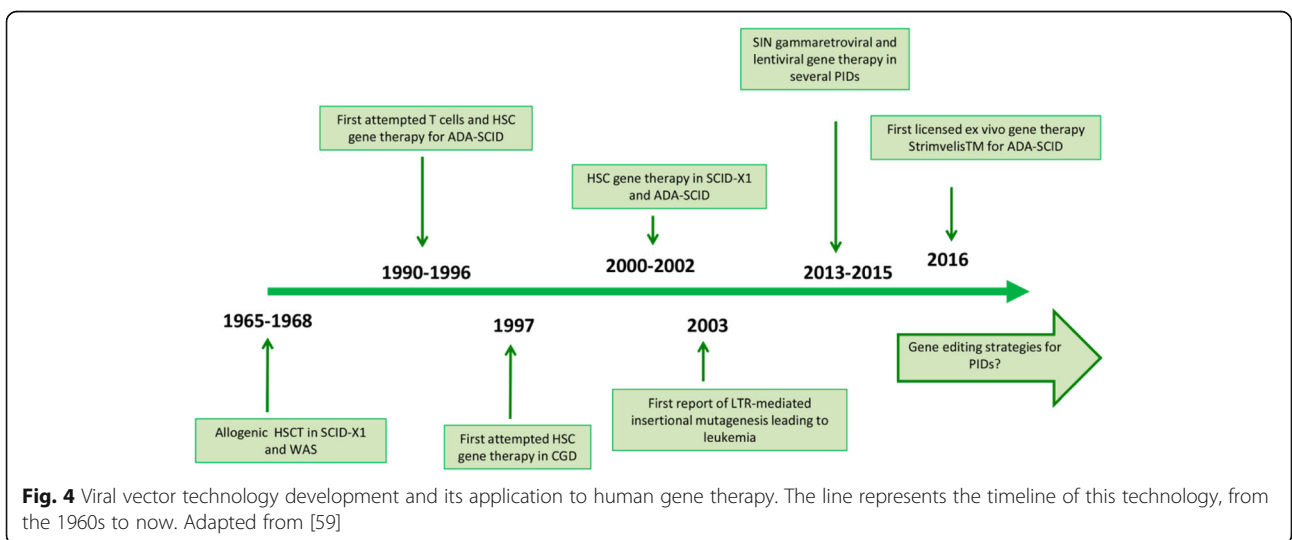 SIN gammaretroviral and
lentiviral gene therapy in
several PIDs
First attempted T cells and HSC
gene therapy for ADA-SCID
First licensed ex vivo gene therapy
StrimvelisTM for ADA-SCID
HSC gene therapy in SCID-X1
and ADA-SCID
1990-1996
2000-2002
2013-2015
2016
1965-1968
1997
2003
Gene editing strategies for
PIDs?
Allogenic HSCT in SCID-X1
and WAS
First attempted HSC
gene therapy in CGD
First report of LTR-mediated
insertional mutagenesis leading to
leukemia
Fig. 4 Viral vector technology development and its application to human gene therapy. The line represents the timeline of this technology, from
the 1960s to now. Adapted from [59]